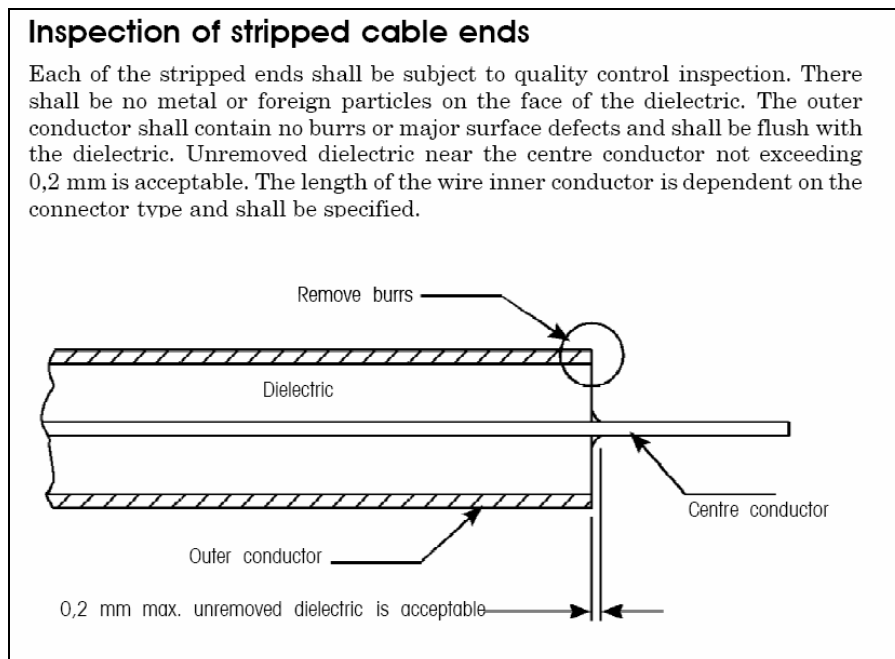 Inspection of stripped cable ends
Each of the stripped ends shall be subject to quality control inspection. There
shall be no metal or foreign particles on the face of the dielectric. The outer
conductor shall contain no burrs or major surface defects and shall be flush with
the dielectric. Unremoved dielectric near the centre conductor not exceeding
0,2 mm is acceptable. The length of the wire inner conductor is dependent on the
connector type and shall be specified.
Remove burrs
Dielectric
Centre conductor
Outer conductor
0,2 mm max. unremoved dielectric is acceptable